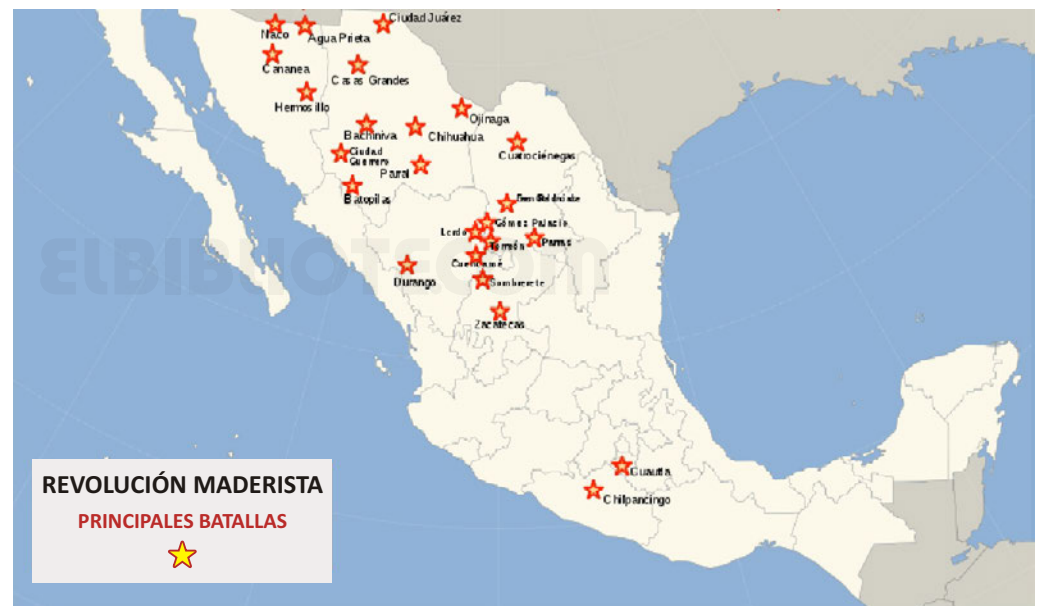 Ciudad Juárez
Naco
Agua Prieta
Cananea
Casas Grandes
Hermosillo
Ojinaga
Bachiniva
Chihuahua
Cuatrociénegas
Ciudad
Guerrero
Parral
Batopilas
Gómez Palacio
Lerdo
Torreón
Parras
Cuencamé
Durango
Sombrerete
Zacatecas
Cuautla
Chilpancingo
REVOLUCIÓN MADERISTA
PRINCIPALES BATALLAS